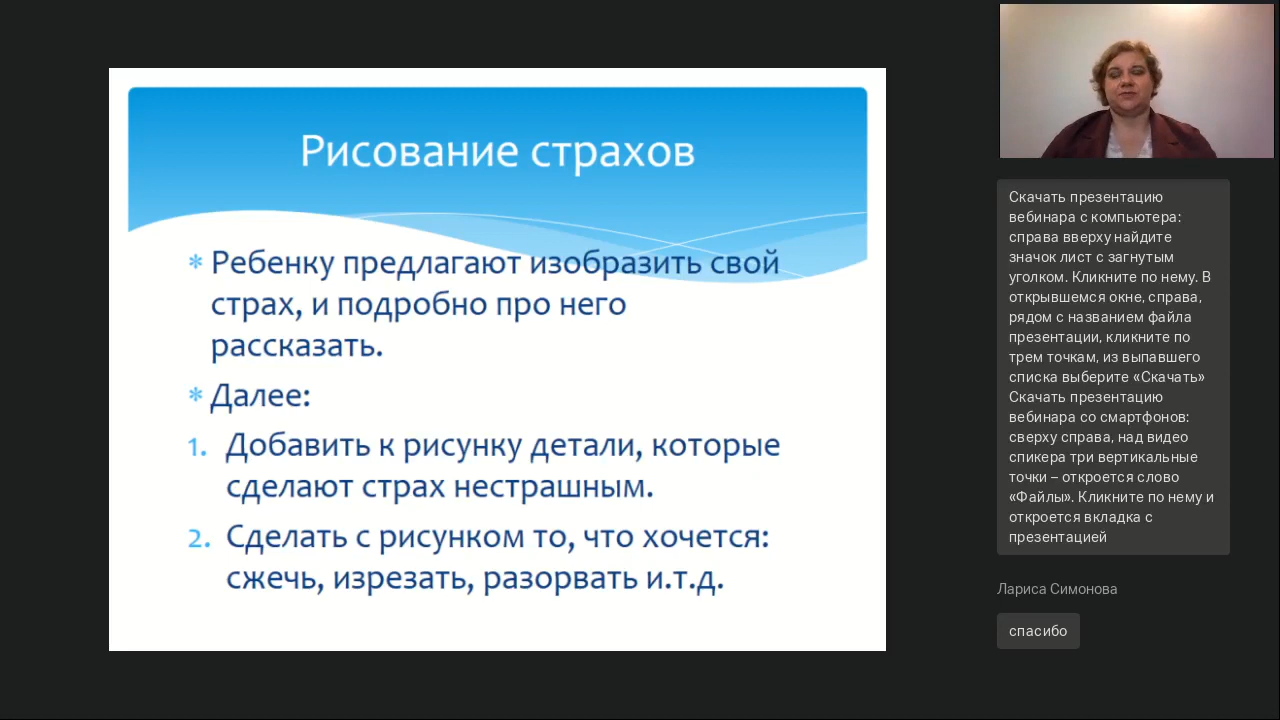 Рисование страхов
* Ребенку предлагают изобразить свой
страх, и подробно про него
рассказать.
* Далее:
1. Добавить к рисунку детали, которые
сделают страх нестрашным.
2. Сделать с рисунком то, что хочется:
сжечь, изрезать, разорвать и.т.д.
Скачать презентацию
вебинара с компьютера:
справа вверху найдите
значок лист с загнутым
уголком. Кликните по нему. В
открывшемся окне, справа,
рядом с названием файла
презентации, кликните по
трем точкам, из выпавшего
списка выберите «Скачать»
Скачать презентацию
вебинара со смартфонов:
сверху справа, над видео
спикера три вертикальные
точки – откроется слово
«Файлы». Кликните по нему и
откроется вкладка с
презентацией
Лариса Симонова
спасибо